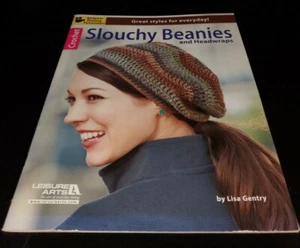 Great styles for everyday!
Crochet
Slouchy Beanies
and Headwraps
LEISURE
ARTS
by Lisa Gentry